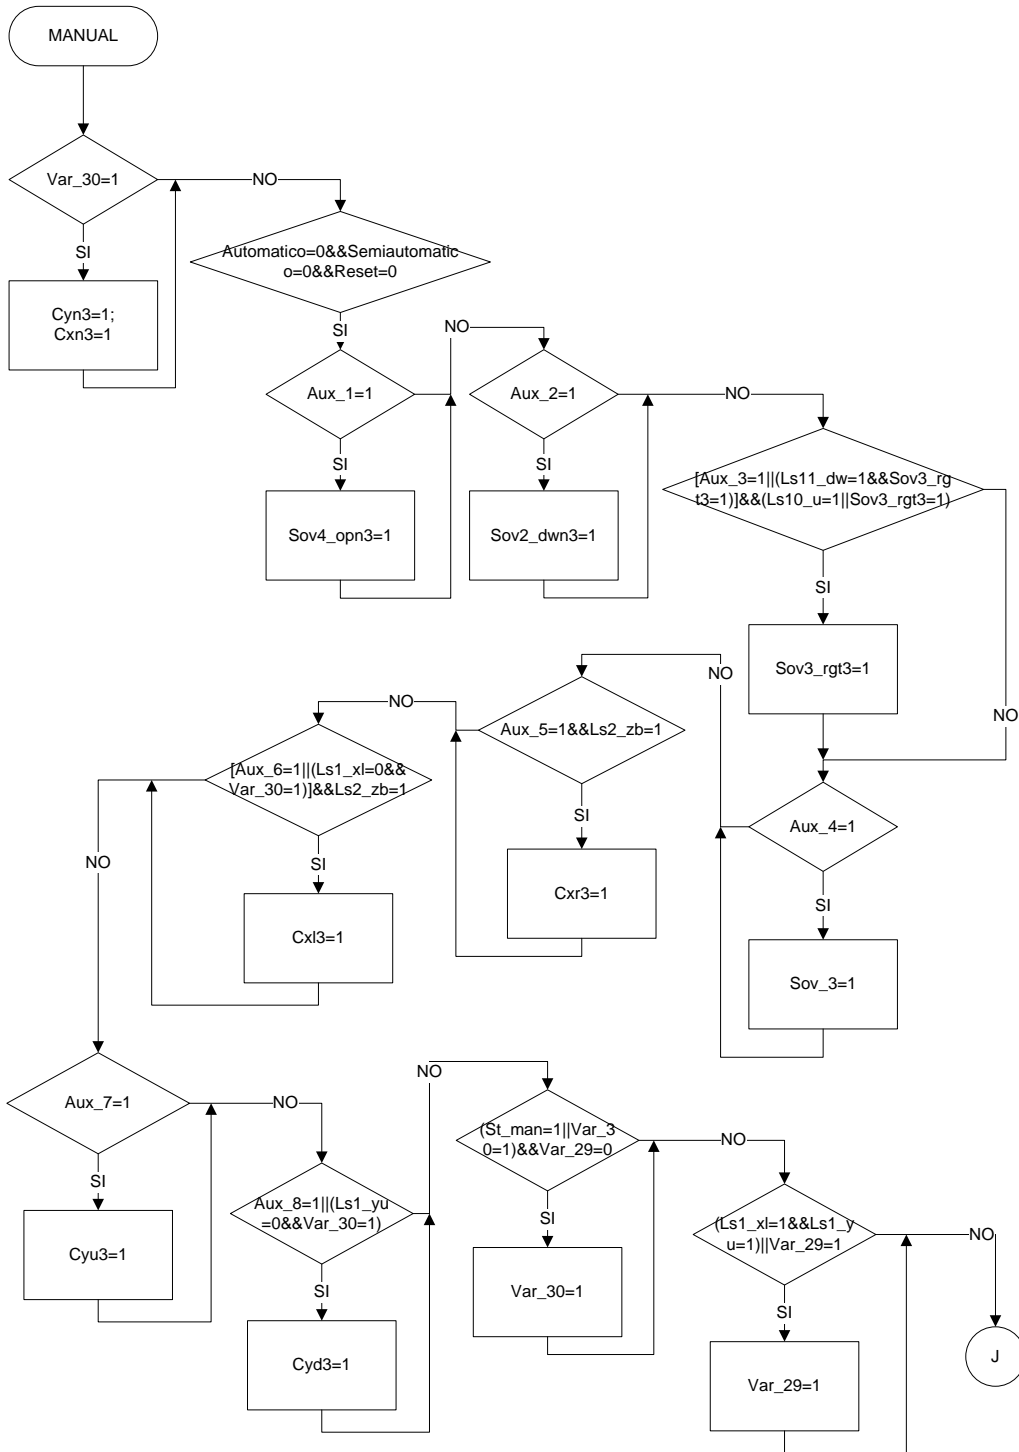 MANUAL
Var_30=1
NO
SI
Cyn3=1;
Cxn3=1
Automatico=0&&Semiautomatic
o=0&&Reset=0
SI
Aux_1=1
NO
SI
Sov4_opn3=1
Aux_2=1
NO
SI
Sov2_dwn3=1
[Aux_3=1||(Ls11_dw=1&&Sov3_rg
t3=1)]&&(Ls10_u=1||Sov3_rgt3=1)
SI
NO
Sov3_rgt3=1
Aux_4=1
NO
SI
Sov_3=1
Aux_5=1&&Ls2_zb=1
NO
SI
Cxr3=1
[Aux_6=1||(Ls1_xl=0&&
Var_30=1)]&&Ls2_zb=1
NO
SI
Cxl3=1
Aux_7=1
NO
SI
Cyu3=1
Aux_8=1||(Ls1_yu
=0&&Var_30=1)
NO
SI
Cyd3=1
(St_man=1||Var_3
0=1)&&Var_29=0
NO
SI
Var_30=1
(Ls1_xl=1&&Ls1_y
u=1)||Var_29=1
NO
SI
Var_29=1
J